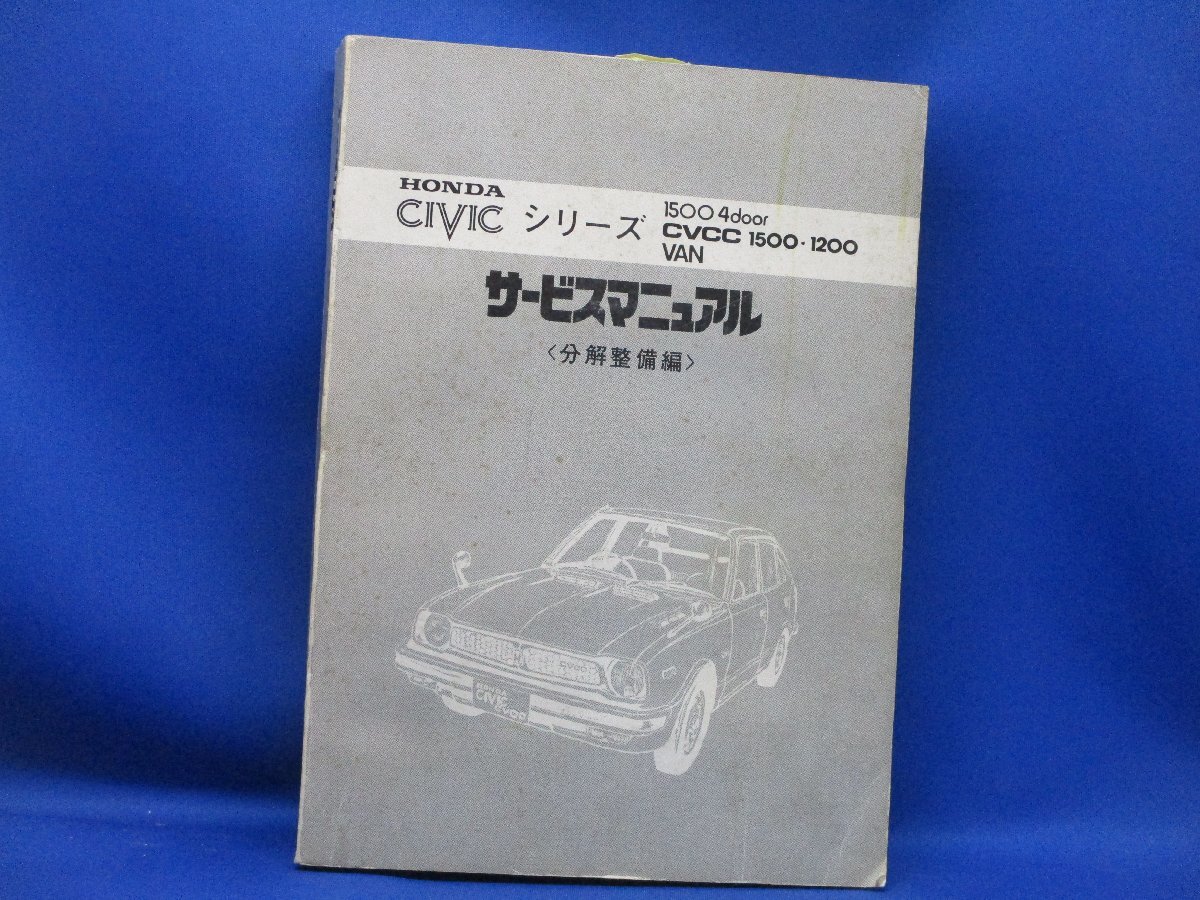 HONDA
CIVIC シリーズ
1500 4door
CVCC 1500・1200
VAN
サービスマニュアル
〈分解整備編〉
CIVIC